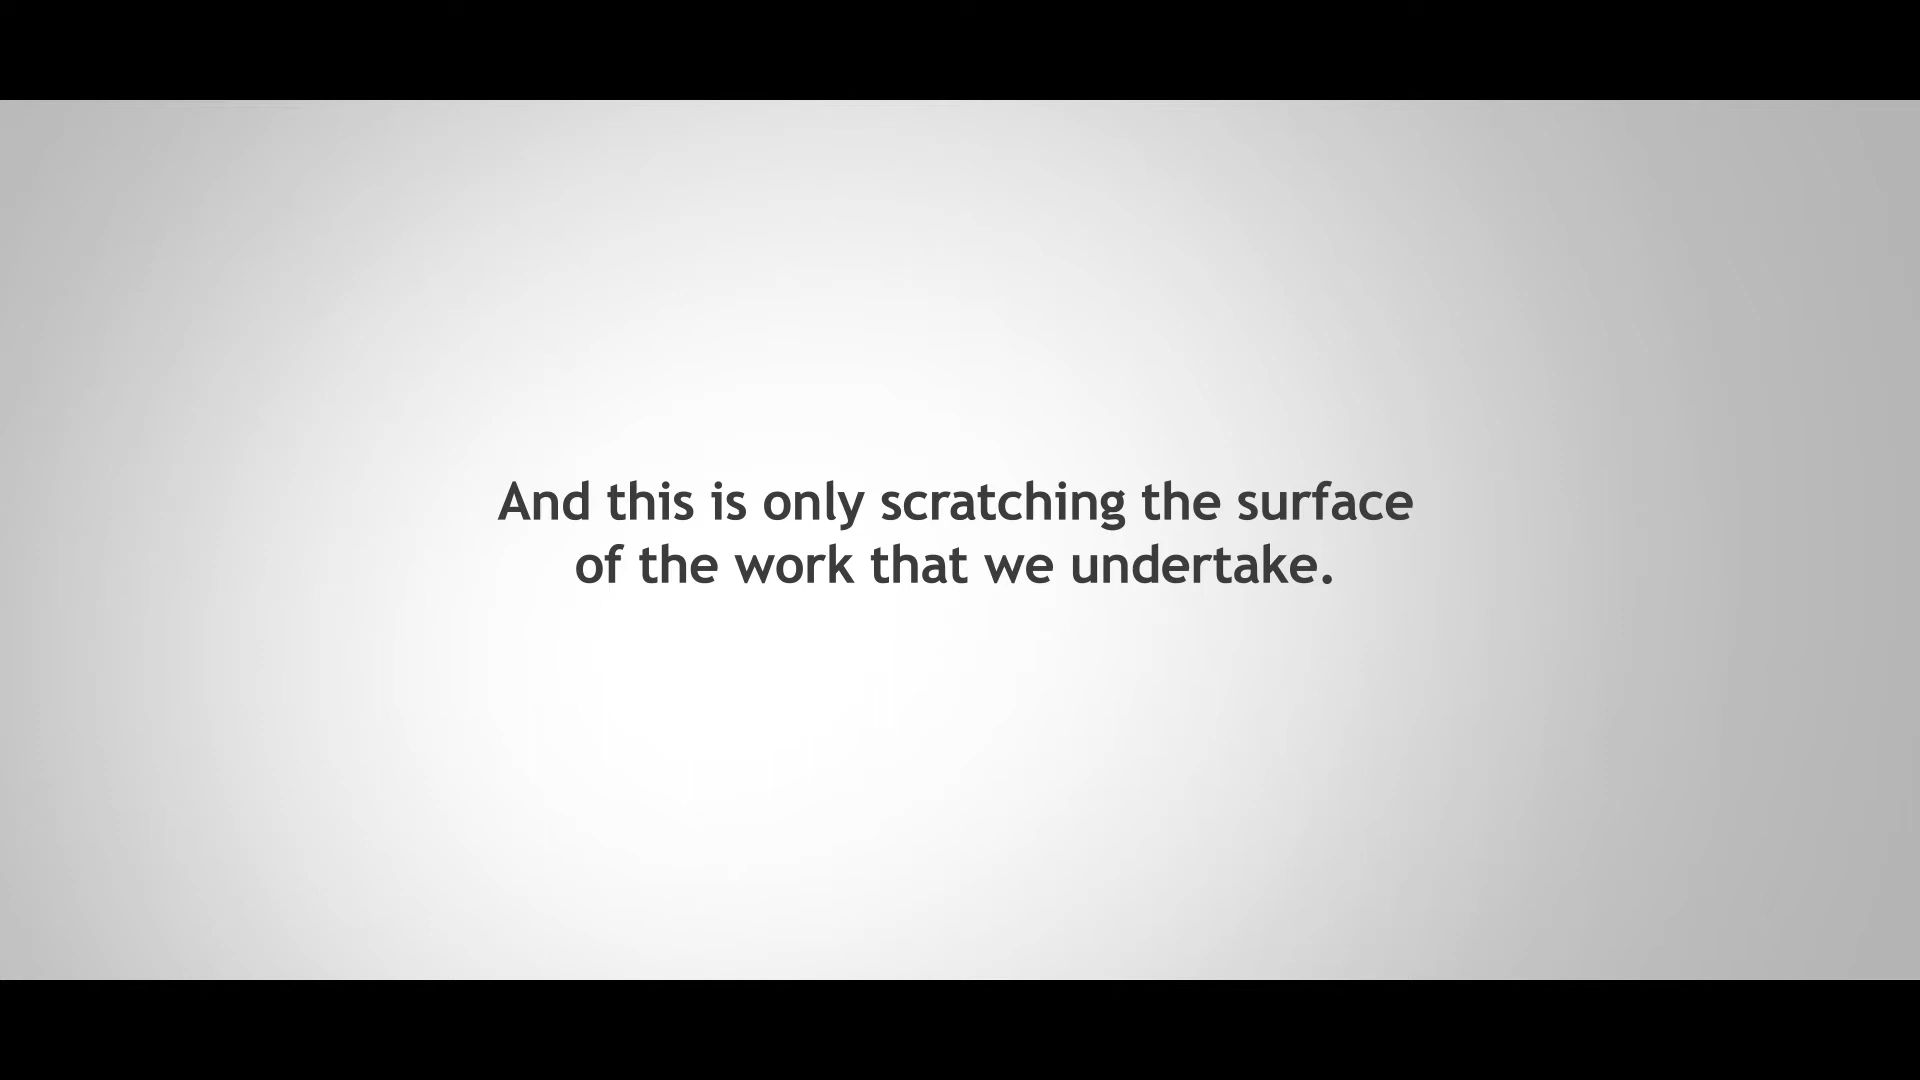 And this is only scratching the surface
of the work that we undertake.